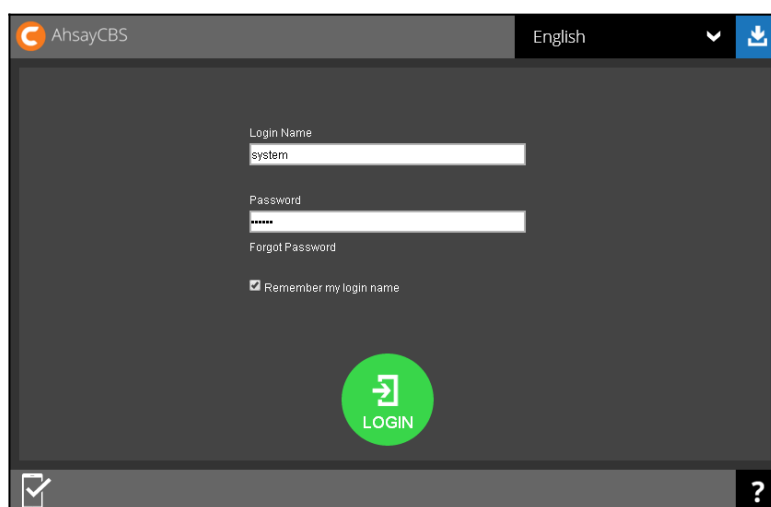 AhsayCBS
English
Login Name
system
Password
••••••
Forgot Password
Remember my login name
LOGIN
?